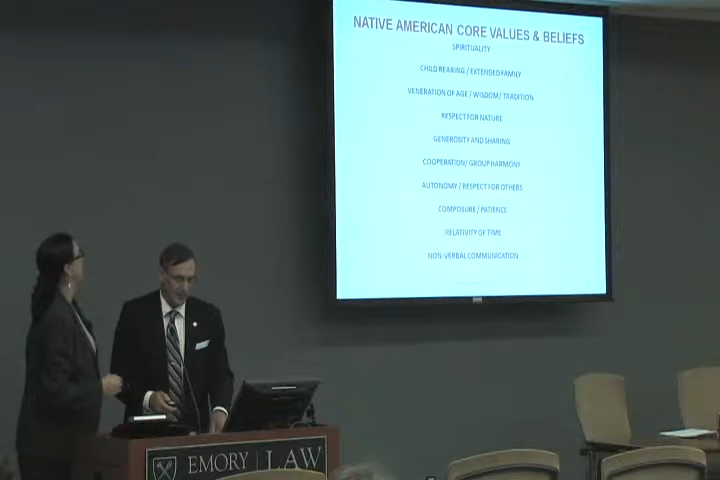 NATIVE AMERICAN CORE VALUES & BELIEFS
SPIRITUALITY
CHILD REARING / EXTENDED FAMILY
VENERATION OF AGE / WISDOM/ TRADITION
RESPECT FOR NATURE
GENEROSITY AND SHARING
COOPERATION/ GROUP HARMONY
AUTONOMY / RESPECT FOR OTHERS
COMPOSURE / PATIENCE
RELATIVITY OF TIME
NON-VERBAL COMMUNICATION
EMORY | LAW